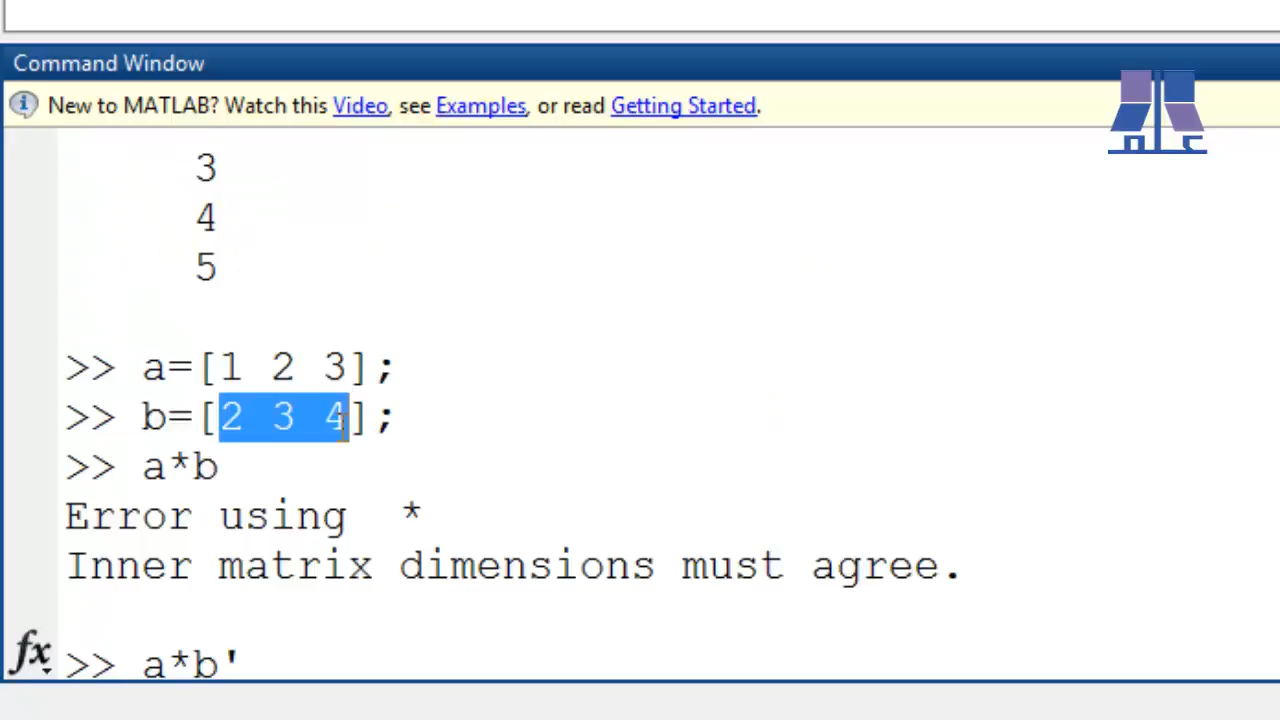 Command Window
New to MATLAB? Watch this Video, see Examples, or read Getting Started.
3
4
5
>> a=[1 2 3];
>> b=[2 3 4];
>> a*b
Error using  *
Inner matrix dimensions must agree.
fx >> a*b'